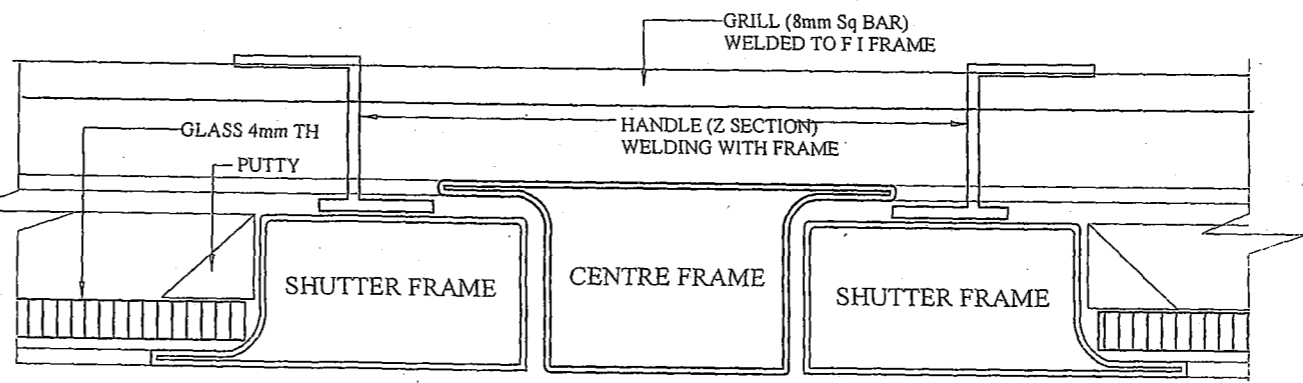 GRILL (8mm Sq BAR)
WELDED TO F I FRAME
GLASS 4mm TH
HANDLE (Z SECTION)
WELDING WITH FRAME
PUTTY
SHUTTER FRAME
CENTRE FRAME
SHUTTER FRAME